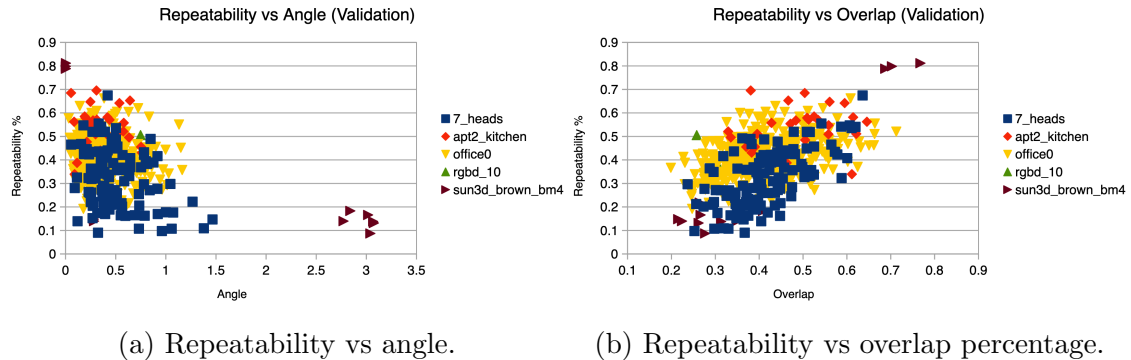 Repeatability vs Angle (Validation)
0.9
0.8
0.7
0.6
0.5
0.4
0.3
0.2
0.1
0
Repeatability %
0 0.5 1 1.5 2 2.5 3 3.5
Angle
7_heads
apt2_kitchen
office0
rgbd_10
sun3d_brown_bm4
(a) Repeatability vs angle.
Repeatability vs Overlap (Validation)
0.9
0.8
0.7
0.6
0.5
0.4
0.3
0.2
0.1
0
Repeatability %
0.1 0.2 0.3 0.4 0.5 0.6 0.7 0.8 0.9
Overlap
7_heads
apt2_kitchen
office0
rgbd_10
sun3d_brown_bm4
(b) Repeatability vs overlap percentage.